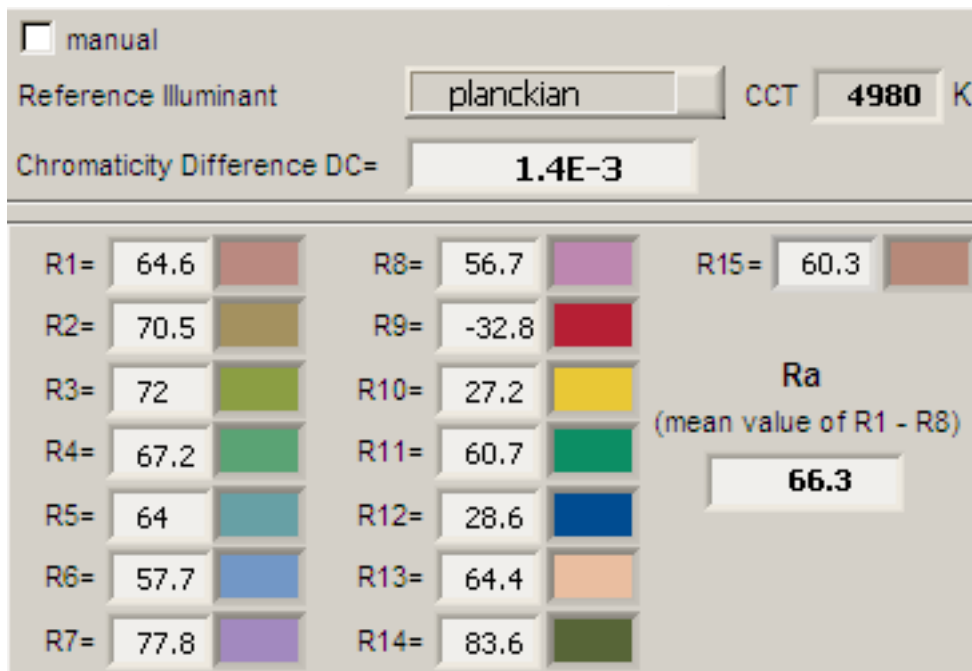 manual
Reference Illuminant planckian CCT 4980 K
Chromaticity Difference DC= 1.4E-3
R1= 64.6 R8= 56.7 R15= 60.3
R2= 70.5 R9= -32.8
R3= 72 R10= 27.2 Ra
(mean value of R1 - R8)
R4= 67.2 R11= 60.7
66.3
R5= 64 R12= 28.6
R6= 57.7 R13= 64.4
R7= 77.8 R14= 83.6